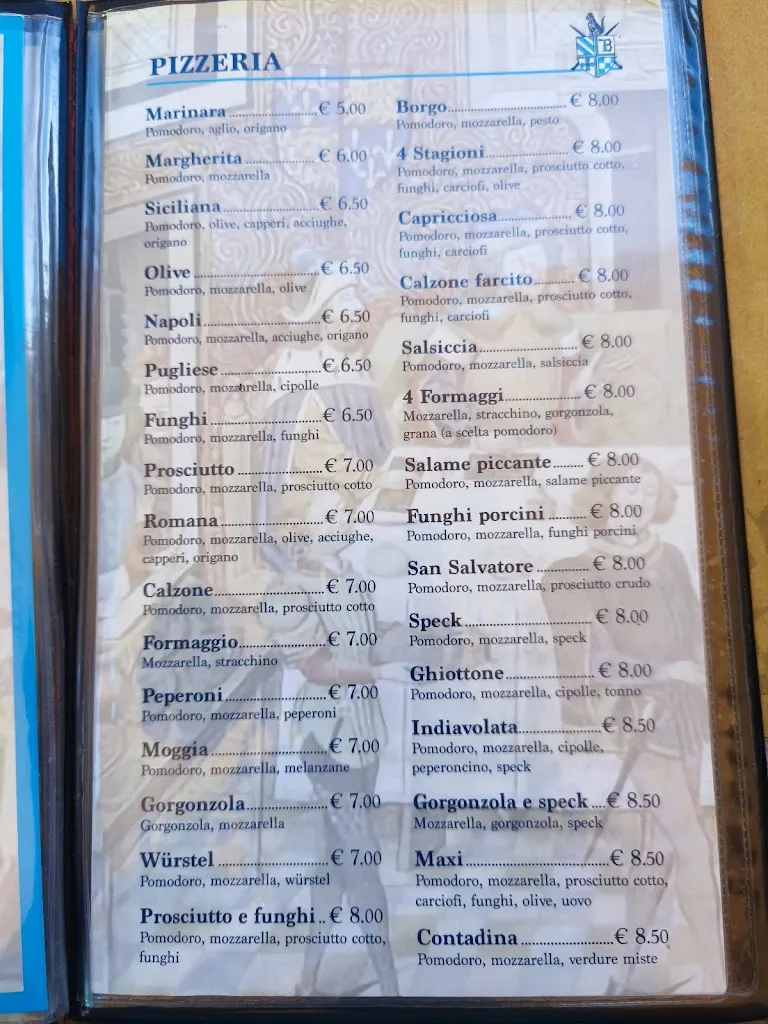 PIZZERIA
B
Marinara......................€ 5,00
Pomodoro, aglio, origano
Margherita..................€ 6.00
Pomodoro, mozzarella
Siciliana.........................€ 6.50
Pomodoro, olive, capperi, acciughe,
origano
Olive................................€ 6.50
Pomodoro, mozzarella, olive
Napoli..............................€ 6.50
Pomodoro, mozzarella, acciughe, origano
Pugliese..........................€ 6.50
Pomodoro, mozzarella, cipolle
Funghi............................€ 6.50
Pomodoro, mozzarella, funghi
Prosciutto......................€ 7.00
Pomodoro, mozzarella, prosciutto cotto
Romana...........................€ 7.00
Pomodoro, mozzarella, olive, acciughe,
capperi, origano
Calzone............................€ 7.00
Pomodoro, mozzarella, prosciutto cotto
Formaggio.......................€ 7.00
Mozzarella, stracchino
Peperoni..........................€ 7.00
Pomodoro, mozzarella, peperoni
Moggia..............................€ 7.00
Pomodoro, mozzarella, melanzane
Gorgonzola.....................€ 7.00
Gorgonzola, mozzarella
Würstel............................€ 7.00
Pomodoro, mozzarella, würstel
Prosciutto e funghi..€ 8.00
Pomodoro, mozzarella, prosciutto cotto,
funghi
Borgo...............................€ 8.00
Pomodoro, mozzarella, pesto
4 Stagioni......................€ 8.00
Pomodoro, mozzarella, prosciutto cotto,
funghi, carciofi, olive
Capricciosa...................€ 8.00
Pomodoro, mozzarella, prosciutto cotto,
funghi, carciofi
Calzone farcito...........€ 8.00
Pomodoro, mozzarella, prosciutto cotto,
funghi, carciofi
Salsiccia.........................€ 8.00
Pomodoro, mozzarella, salsiccia
4 Formaggi....................€ 8.00
Mozzarella, stracchino, gorgonzola,
grana (a scelta pomodoro)
Salame piccante........€ 8.00
Pomodoro, mozzarella, salame piccante
Funghi porcini..........€ 8.00
Pomodoro, mozzarella, funghi porcini
San Salvatore..............€ 8.00
Pomodoro, mozzarella, prosciutto crudo
Speck................................€ 8.00
Pomodoro, mozzarella, speck
Ghiottone.......................€ 8.00
Pomodoro, mozzarella, cipolle, tonno
Indiavolata.....................€ 8.50
Pomodoro, mozzarella, cipolle,
peperoncino, speck
Gorgonzola e speck....€ 8.50
Mozzarella, gorgonzola, speck
Maxi...................................€ 8.50
Pomodoro, mozzarella, prosciutto cotto,
carciofi, funghi, olive, uovo
Contadina.......................€ 8.50
Pomodoro, mozzarella, verdure miste